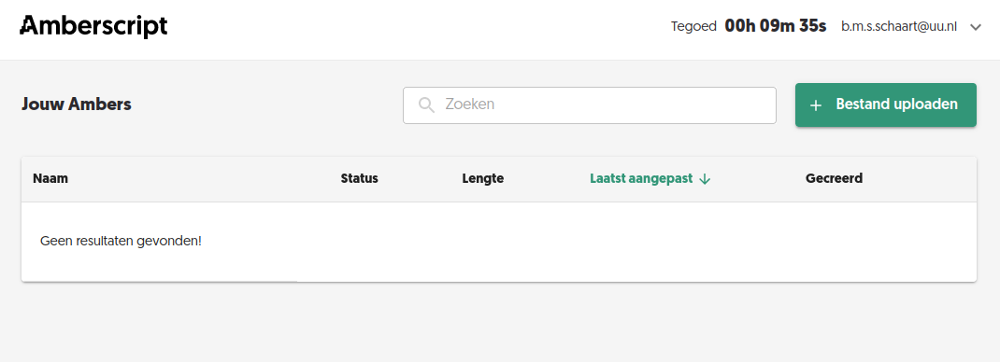 Amberscript
Tegoed 00h 09m 35s b.m.s.schaart@uu.nl
Jouw Ambers
Zoeken
+ Bestand uploaden
Naam Status Lengte Laatst aangepast ↓ Gecreerd
Geen resultaten gevonden!